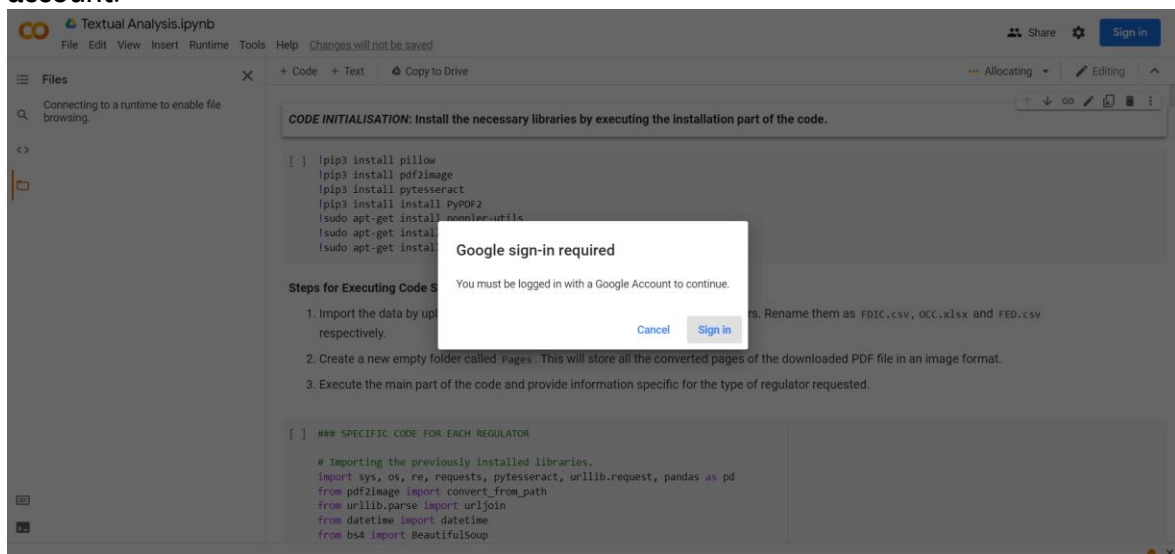 account.
Textual Analysis.ipynb
File Edit View Insert Runtime Tools Help Changes will not be saved
Share Sign in
Files
+ Code + Text Copy to Drive
Allocating Editing
Connecting to a runtime to enable file
browsing.
CODE INITIALISATION: Install the necessary libraries by executing the installation part of the code.
[ ] !pip3 install pillow
!pip3 install pdf2image
!pip3 install pytesseract
!pip3 install install PyPDF2
!sudo apt-get install poppler-utils
!sudo apt-get instal
!sudo apt-get instal
Google sign-in required
You must be logged in with a Google Account to continue.
Cancel Sign in
Steps for Executing Code S
1. Import the data by upl rs. Rename them as FDIC.csv, OCC.xlsx and FED.csv
respectively.
2. Create a new empty folder called Pages. This will store all the converted pages of the downloaded PDF file in an image format.
3. Execute the main part of the code and provide information specific for the type of regulator requested.
[ ] ### SPECIFIC CODE FOR EACH REGULATOR
# Importing the previously installed libraries.
import sys, os, re, requests, pytesseract, urllib.request, pandas as pd
from pdf2image import convert_from_path
from urllib.parse import urljoin
from datetime import datetime
from bs4 import BeautifulSoup